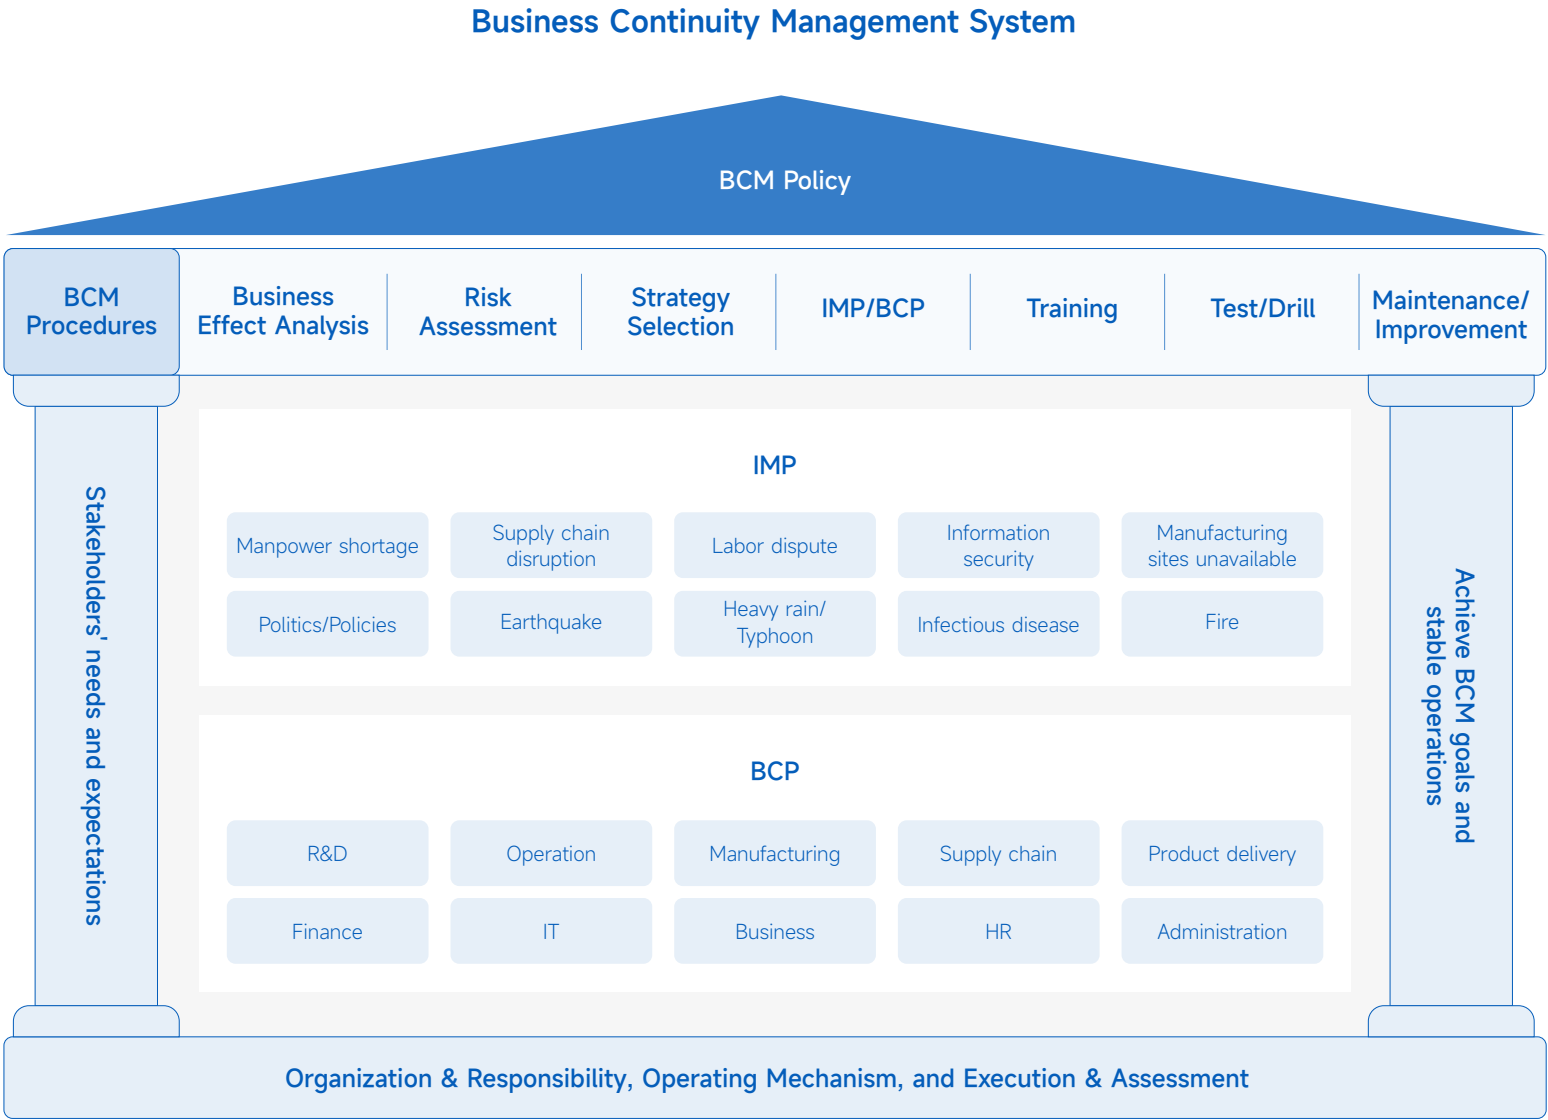 Business Continuity Management System
BCM Policy
BCM
Procedures
Business
Effect Analysis
Risk
Assessment
Strategy
Selection
IMP/BCP
Training
Test/Drill
Maintenance/
Improvement
Stakeholders' needs and expectations
IMP
Manpower shortage
Supply chain
disruption
Labor dispute
Information
security
Manufacturing
sites unavailable
Politics/Policies
Earthquake
Heavy rain/
Typhoon
Infectious disease
Fire
BCP
R&D
Operation
Manufacturing
Supply chain
Product delivery
Finance
IT
Business
HR
Administration
Achieve BCM goals and
stable operations
Organization & Responsibility, Operating Mechanism, and Execution & Assessment